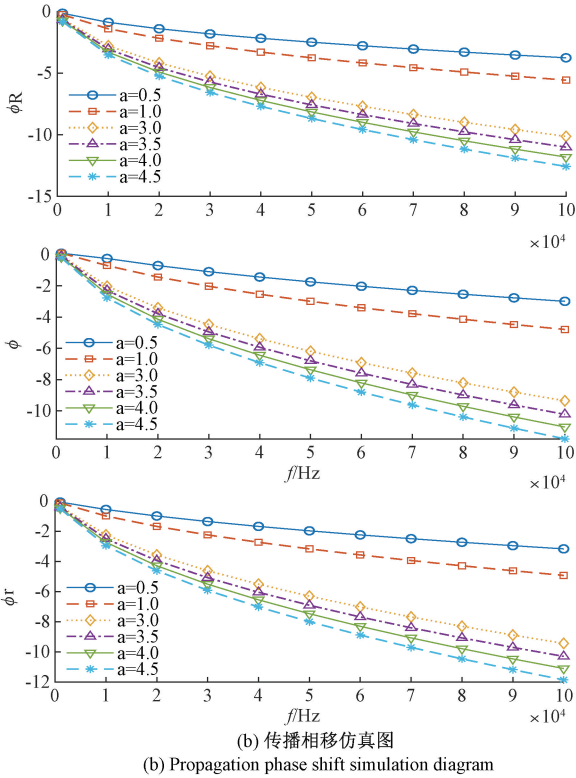 0
-5
-10
-15
ϕR
a=0.5
a=1.0
a=3.0
a=3.5
a=4.0
a=4.5
0 1 2 3 4 5 6 7 8 9 10
×10⁴
0
-2
-4
-6
-8
-10
ϕ
a=0.5
a=1.0
a=3.0
a=3.5
a=4.0
a=4.5
0 1 2 3 4 5 6 7 8 9 10
f/Hz
×10⁴
0
-2
-4
-6
-8
-10
-12
ϕr
a=0.5
a=1.0
a=3.0
a=3.5
a=4.0
a=4.5
0 1 2 3 4 5 6 7 8 9 10
f/Hz
×10⁴
(b) 传播相移仿真图
(b) Propagation phase shift simulation diagram